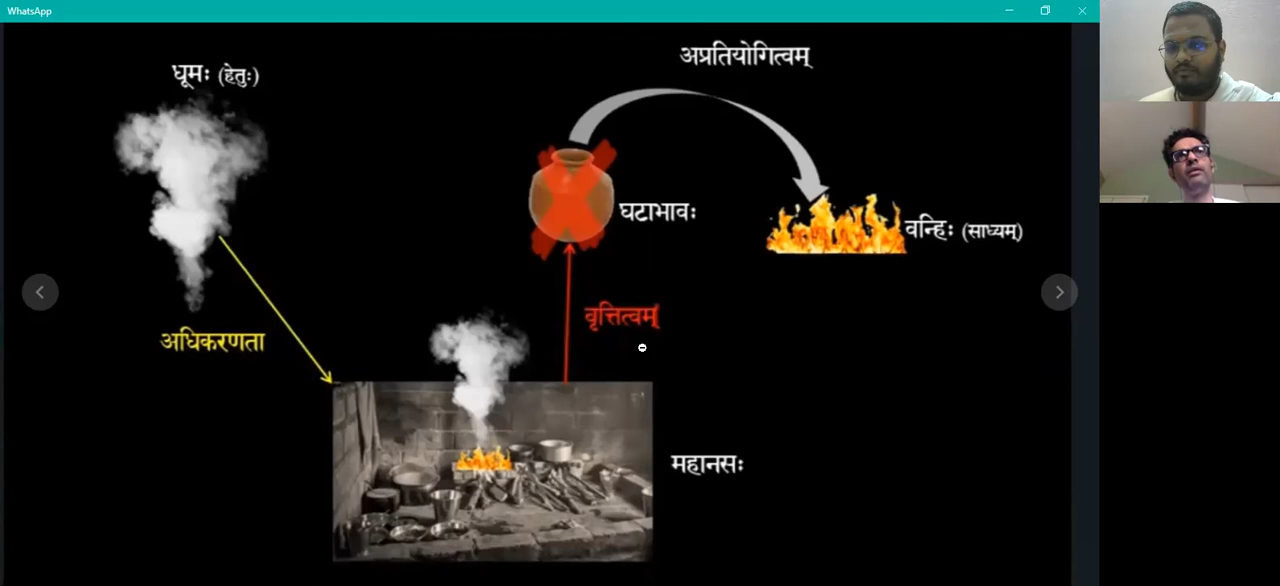 WhatsApp
अप्रतियोगित्वम्
धूमः (हेतुः)
घटाभावः
वन्हिः (साध्यम्)
वृत्तित्वम्
अधिकरणता
महानसः